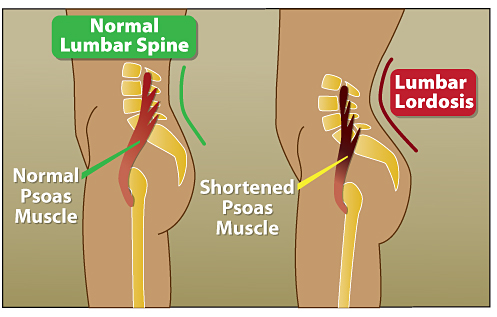 Normal
Lumbar Spine
Lumbar
Lordosis
Normal
Psoas
Muscle
Shortened
Psoas
Muscle